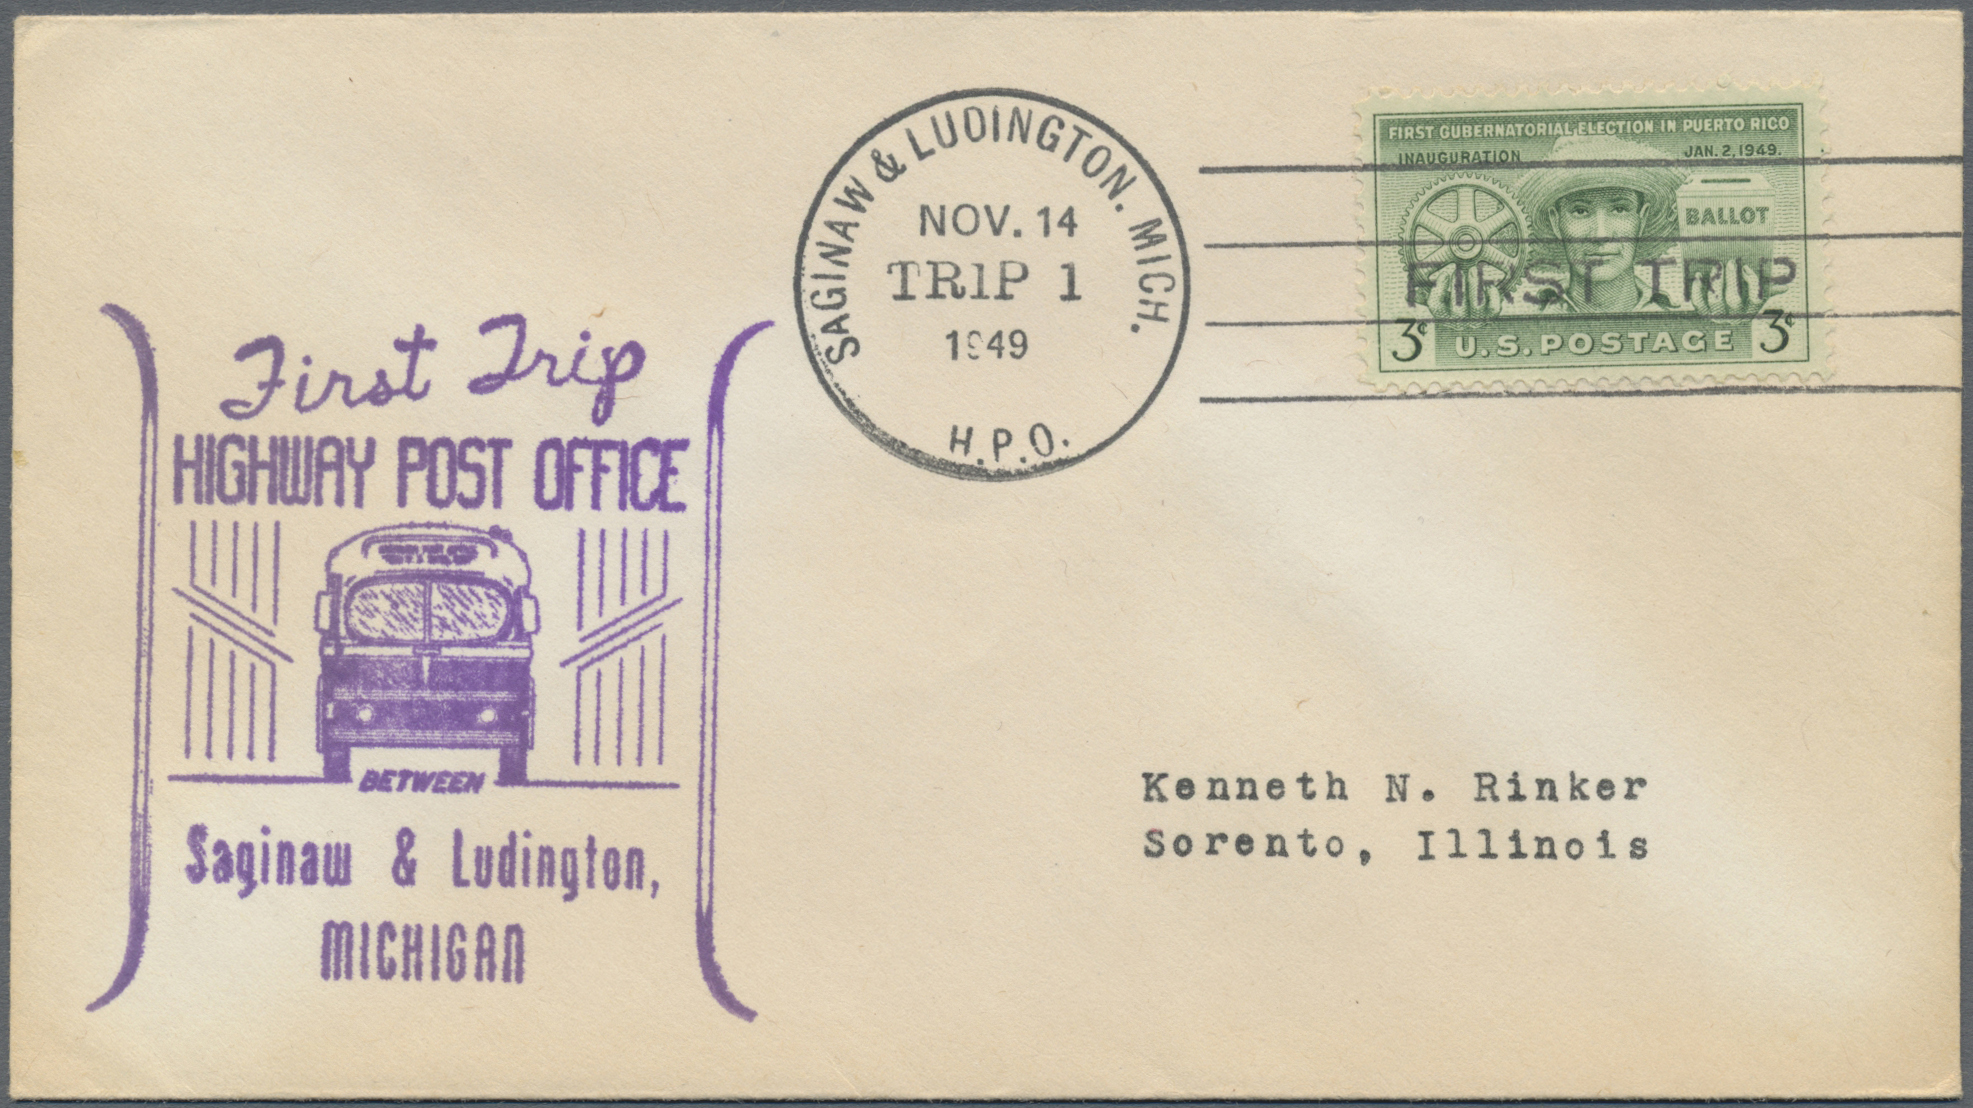 SAGINAW & LUDINGTON. MICH.
NOV. 14
TRIP 1
1949
H.P.O.
FIRST GUBERNATORIAL ELECTION IN PUERTO RICO
INAUGURATION JAN. 2, 1949.
BALLOT
FIRST TRIP
3¢ U.S. POSTAGE 3¢
First Trip
HIGHWAY POST OFFICE
BETWEEN
Saginaw & Ludington,
MICHIGAN
Kenneth N. Rinker
Sorento, Illinois